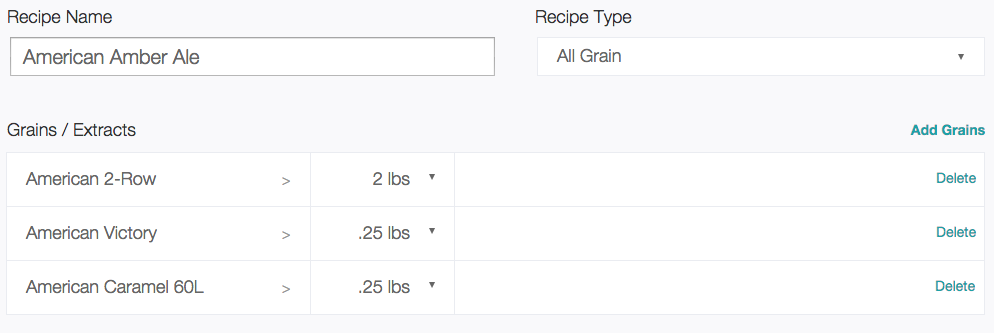 Recipe Name
Recipe Type
American Amber Ale
All Grain
Grains / Extracts
Add Grains
American 2-Row > 2 lbs Delete
American Victory > .25 lbs Delete
American Caramel 60L > .25 lbs Delete